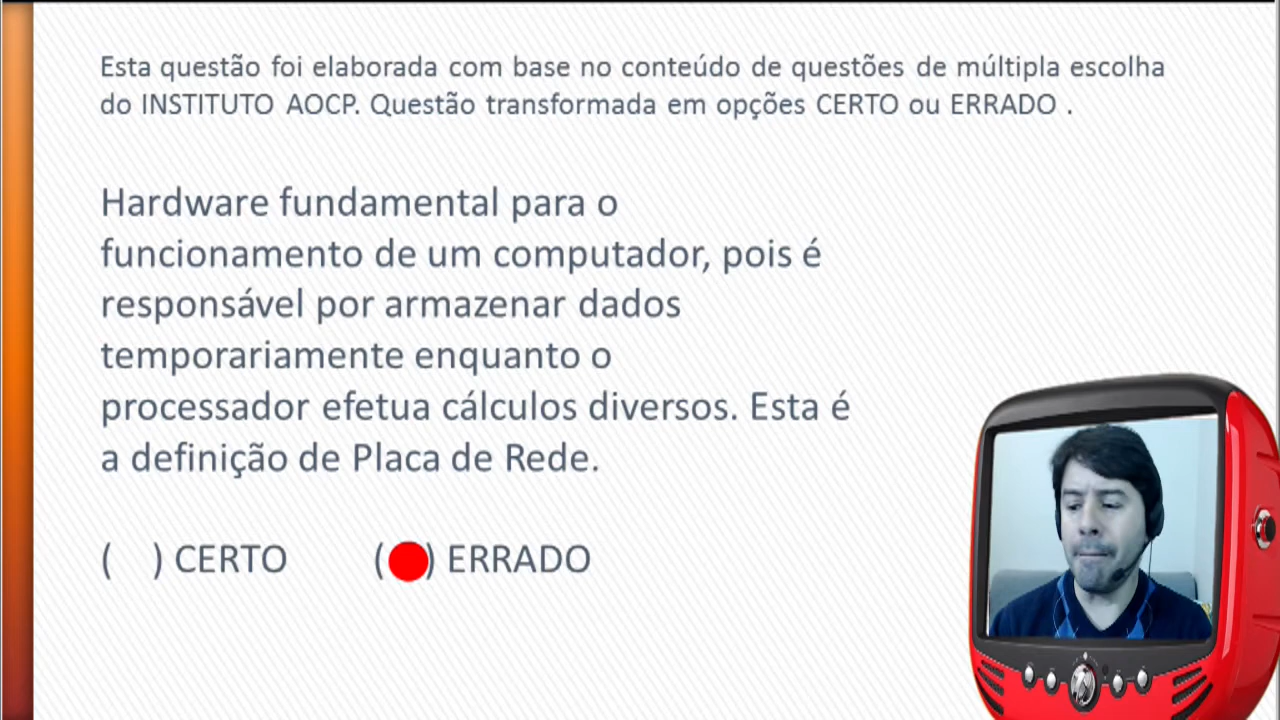 Esta questão foi elaborada com base no conteúdo de questões de múltipla escolha
do INSTITUTO AOCP. Questão transformada em opções CERTO ou ERRADO .
Hardware fundamental para o
funcionamento de um computador, pois é
responsável por armazenar dados
temporariamente enquanto o
processador efetua cálculos diversos. Esta é
a definição de Placa de Rede.
( ) CERTO ( ) ERRADO